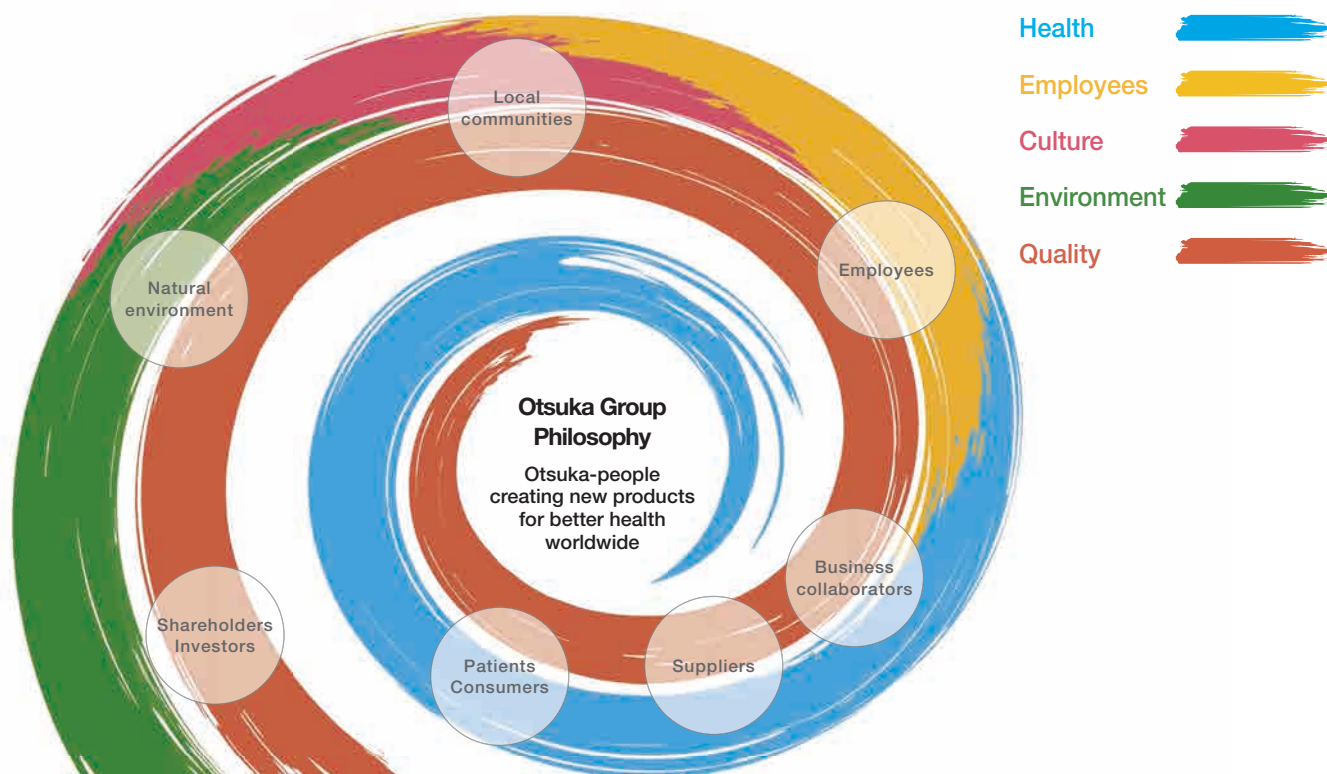 Health
Employees
Culture
Environment
Quality
Local
communities
Natural
environment
Employees
Otsuka Group
Philosophy
Otsuka-people
creating new products
for better health
worldwide
Business
collaborators
Shareholders
Investors
Patients
Consumers
Suppliers